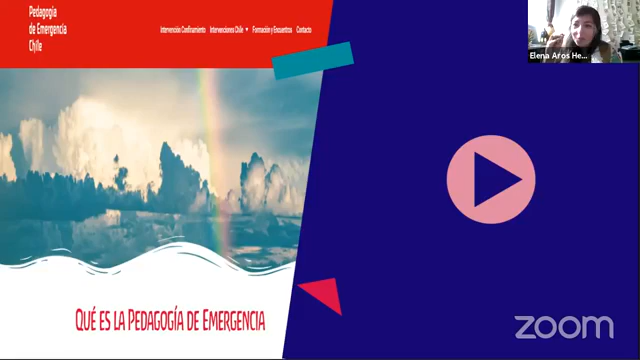 Pedagogía
de Emergencia
Chile
Intervención Confinamiento Intervenciones Chile Formación y Encuentros Contacto
Elena Aros He...
QUÉ ES LA PEDAGOGÍA DE EMERGENCIA
zoom